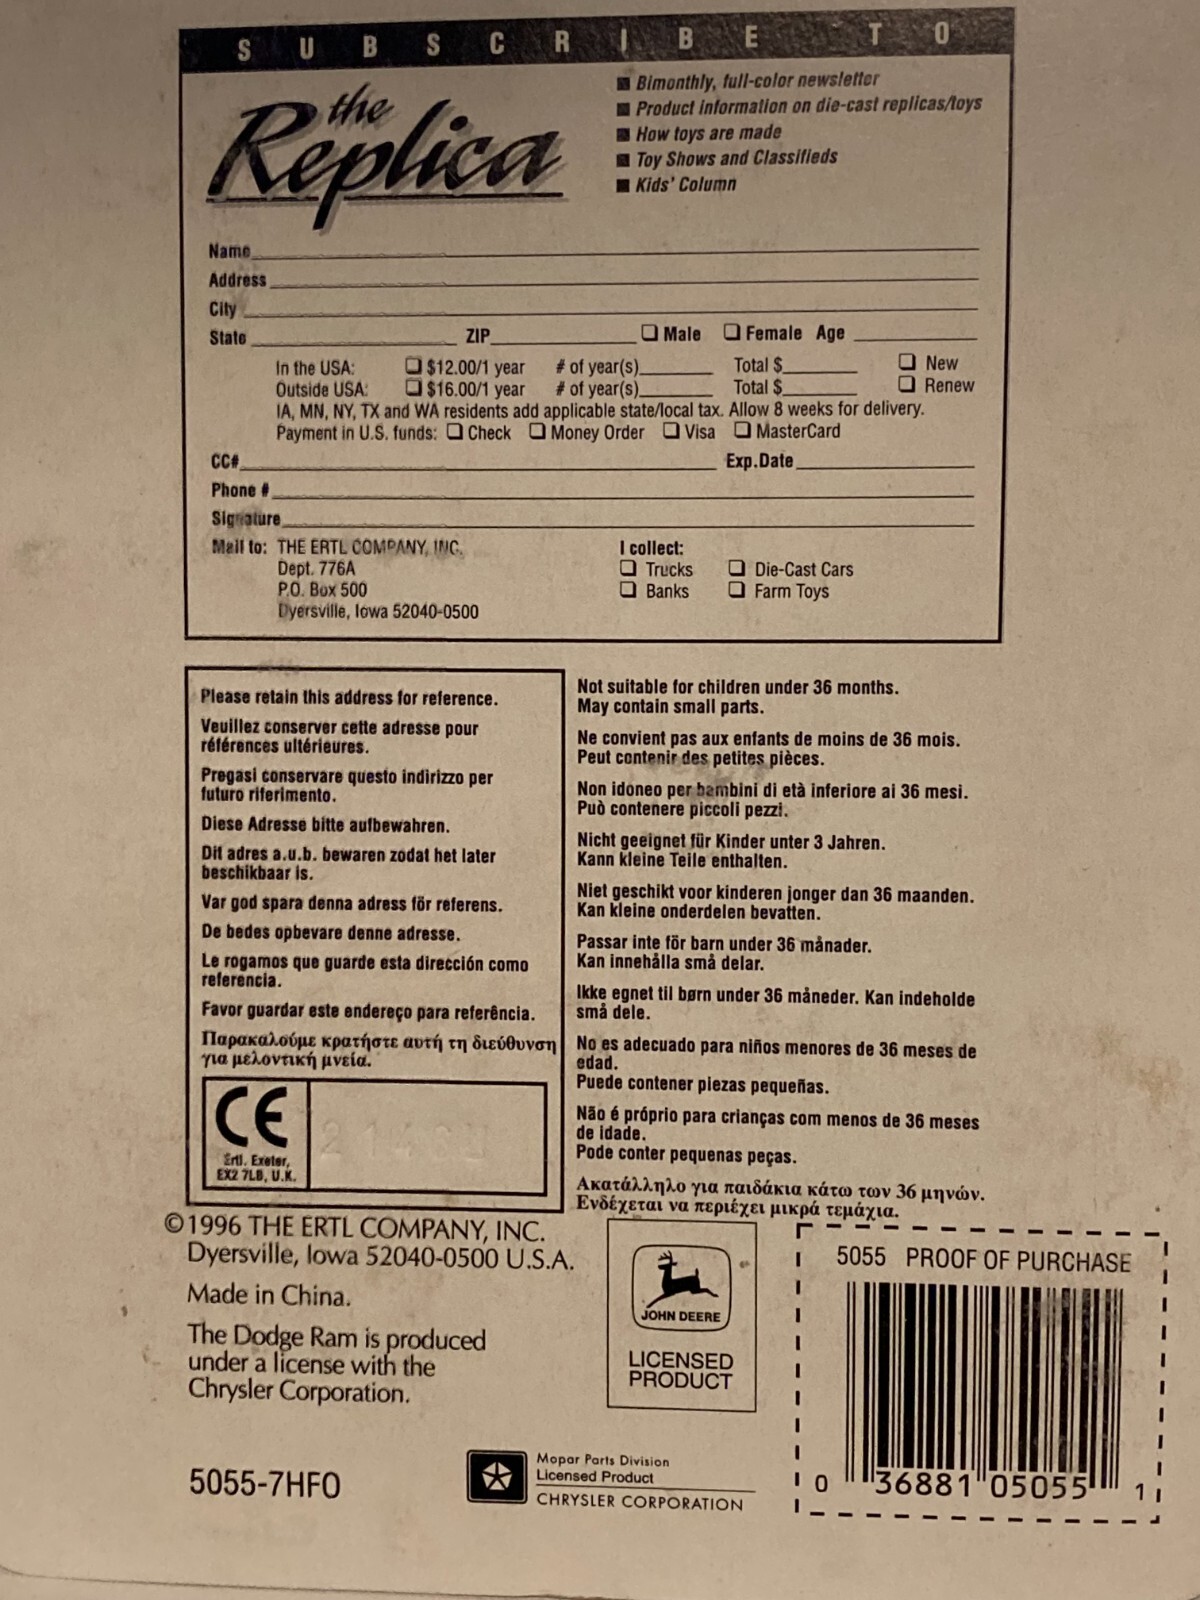 SUBSCRIBE TO
the
Replica
■ Bimonthly, full-color newsletter
■ Product information on die-cast replicas/toys
■ How toys are made
■ Toy Shows and Classifieds
■ Kids' Column
Name
Address
City
State ZIP ❏ Male ❏ Female Age
In the USA: ❏ $12.00/1 year # of year(s) Total $ ❏ New
Outside USA: ❏ $16.00/1 year # of year(s) Total $ ❏ Renew
IA, MN, NY, TX and WA residents add applicable state/local tax. Allow 8 weeks for delivery.
Payment in U.S. funds: ❏ Check ❏ Money Order ❏ Visa ❏ MasterCard
CC# Exp.Date
Phone #
Signature
Mail to: THE ERTL COMPANY, INC.
Dept. 776A
P.O. Box 500
Dyersville, Iowa 52040-0500
I collect:
❏ Trucks ❏ Die-Cast Cars
❏ Banks ❏ Farm Toys
Please retain this address for reference.
Veuillez conserver cette adresse pour
références ultérieures.
Pregasi conservare questo indirizzo per
futuro riferimento.
Diese Adresse bitte aufbewahren.
Dit adres a.u.b. bewaren zodat het later
beschikbaar is.
Var god spara denna adress för referens.
De bedes opbevare denne adresse.
Le rogamos que guarde esta dirección como
referencia.
Favor guardar este endereço para referência.
Παρακαλούμε κρατήστε αυτή τη διεύθυνση
για μελοντική μνεία.
CE
Ertl. Exeter,
EX2 7LB, U.K.
Not suitable for children under 36 months.
May contain small parts.
Ne convient pas aux enfants de moins de 36 mois.
Peut contenir des petites pièces.
Non idoneo per bambini di età inferiore ai 36 mesi.
Può contenere piccoli pezzi.
Nicht geeignet für Kinder unter 3 Jahren.
Kann kleine Teile enthalten.
Niet geschikt voor kinderen jonger dan 36 maanden.
Kan kleine onderdelen bevatten.
Passar inte för barn under 36 månader.
Kan innehålla små delar.
Ikke egnet til børn under 36 måneder. Kan indeholde
små dele.
No es adecuado para niños menores de 36 meses de
edad.
Puede contener piezas pequeñas.
Não é próprio para crianças com menos de 36 meses
de idade.
Pode conter pequenas peças.
Ακατάλληλο για παιδάκια κάτω των 36 μηνών.
Ενδέχεται να περιέχει μικρά τεμάχια.
©1996 THE ERTL COMPANY, INC.
Dyersville, Iowa 52040-0500 U.S.A.
Made in China.
The Dodge Ram is produced
under a license with the
Chrysler Corporation.
5055-7HFO
JOHN DEERE
LICENSED
PRODUCT
Mopar Parts Division
Licensed Product
CHRYSLER CORPORATION
5055 PROOF OF PURCHASE
0 36881 05055 1